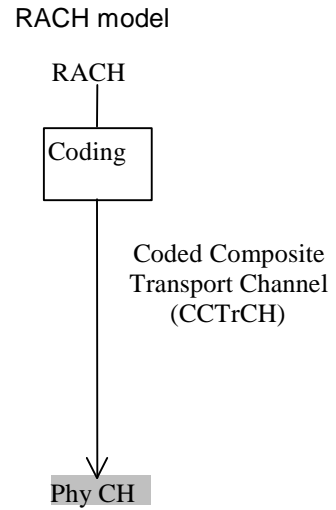 RACH model
RACH
Coding
Coded Composite
Transport Channel
(CCTrCH)
Phy CH